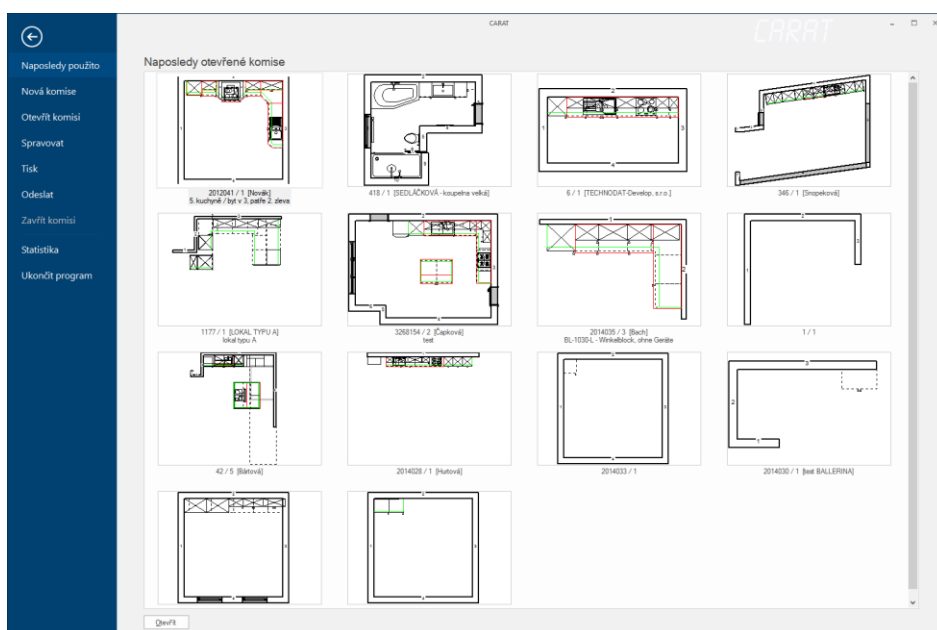 CARAT
CARAT
Naposledy použito
Nová komise
Otevřít komisi
Spravovat
Tisk
Odeslat
Zavřít komisi
Statistika
Ukončit program
Naposledy otevřené komise
2012041 / 1 [Novák]
5. kuchyně / byt v 3. patře 2. zleva
418 / 1 [SEDLÁČKOVÁ - koupelna velká]
6 / 1 [TECHNODAT-Develop, s.r.o.]
346 / 1 [Snopeková]
1177 / 1 [LOKAL TYPU A]
lokal typu A
3268154 / 2 [Čapková]
test
2014035 / 3 [Bach]
BL-1030-L - Winkelblock, ohne Geräte
1 / 1
42 / 5 [Bártová]
2014028 / 1 [Hurtová]
2014033 / 1
2014030 / 1 [test BALLERINA]
Otevřít